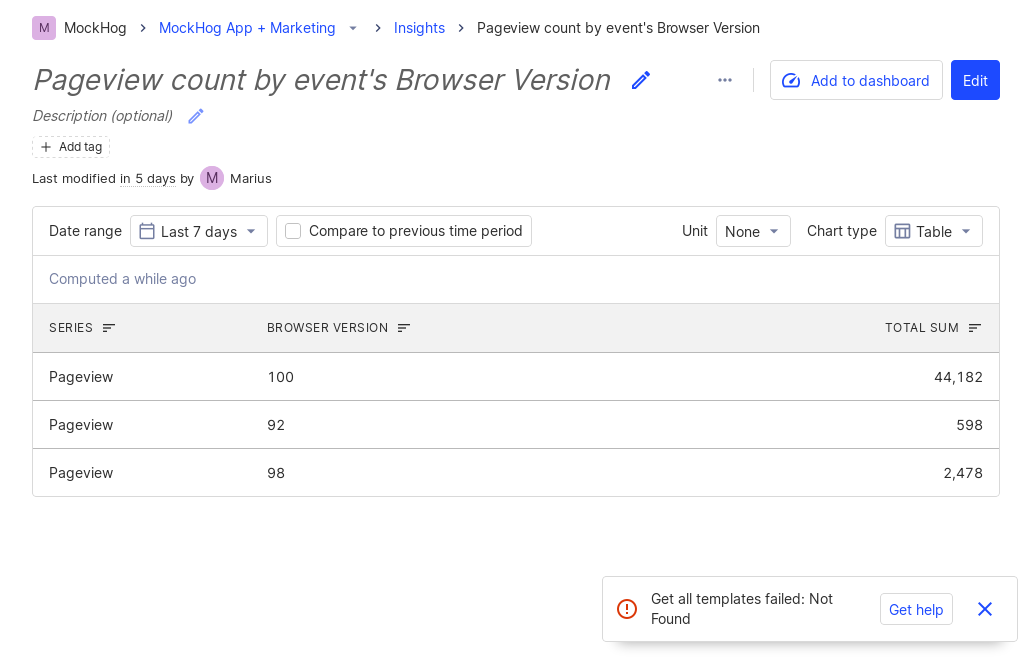 M MockHog MockHog App + Marketing Insights Pageview count by event's Browser Version
Pageview count by event's Browser Version
Add to dashboard Edit
Description (optional)
Add tag
Last modified in 5 days by M Marius
Date range Last 7 days Compare to previous time period Unit None Chart type Table
Computed a while ago
SERIES BROWSER VERSION TOTAL SUM
Pageview 100 44,182
Pageview 92 598
Pageview 98 2,478
Get all templates failed: Not
Found
Get help